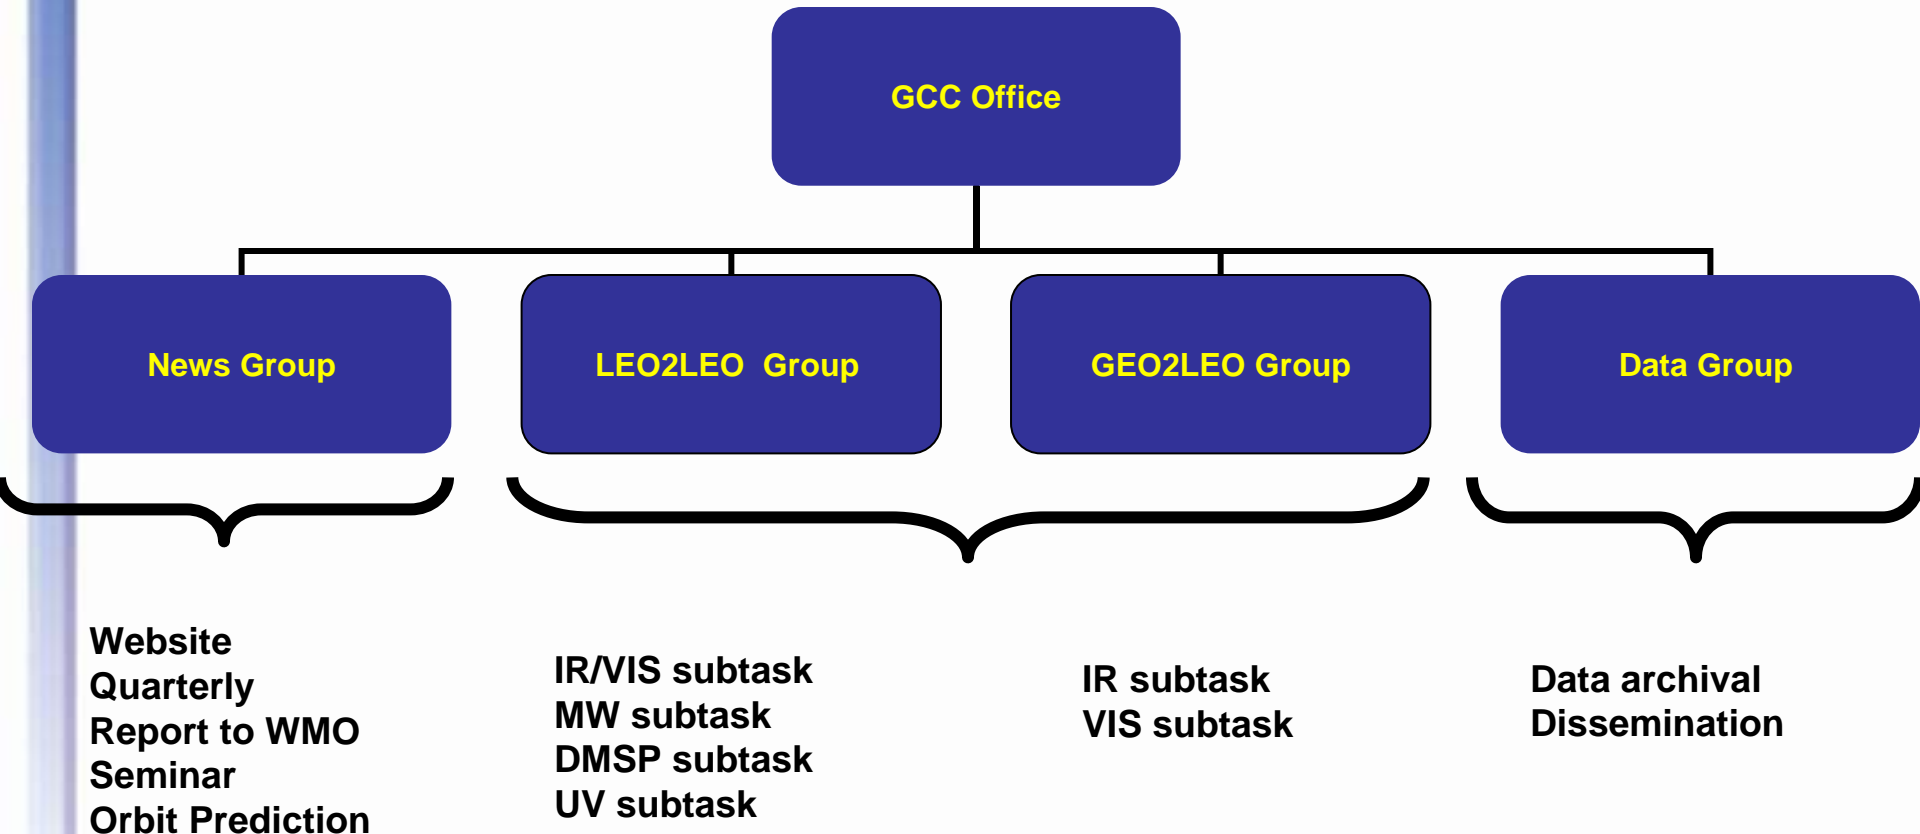 GCC Office
News Group
LEO2LEO  Group
GEO2LEO Group
Data Group
Website
Quarterly
Report to WMO
Seminar
Orbit Prediction
IR/VIS subtask
MW subtask
DMSP subtask
UV subtask
IR subtask
VIS subtask
Data archival
Dissemination